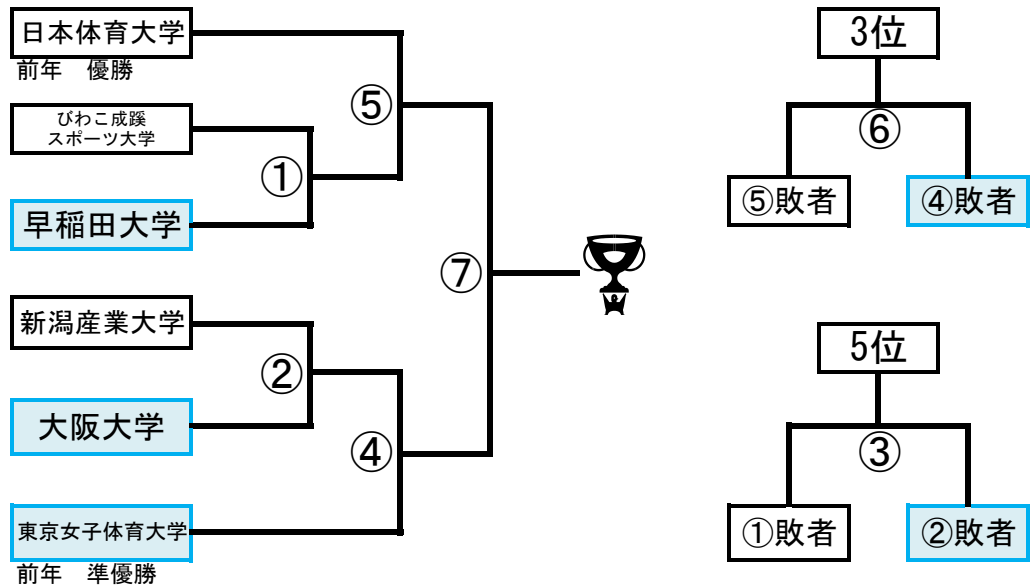 日本体育大学
前年　優勝
びわこ成蹊
スポーツ大学
早稲田大学
新潟産業大学
大阪大学
東京女子体育大学
前年　準優勝
①
②
⑤
④
⑦
3位
⑥
⑤敗者
④敗者
5位
③
①敗者
②敗者